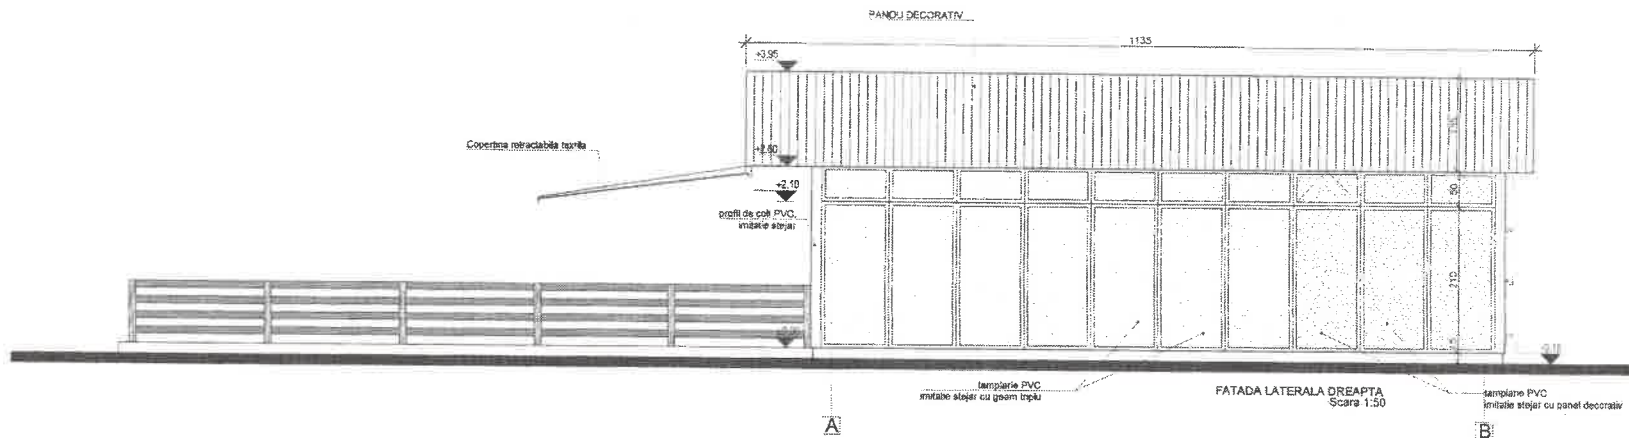 PANOU DECORATIV
1135
+3,95
Copertina retractabila textila
+2,60
+2,10
profil de colt PVC,
imitatie stejar
135
50
210
15
tamplarie PVC
imitatie stejar cu geam triplu
FATADA LATERALA DREAPTA
Scara 1:50
tamplarie PVC
imitatie stejar cu panel decorativ
A
B